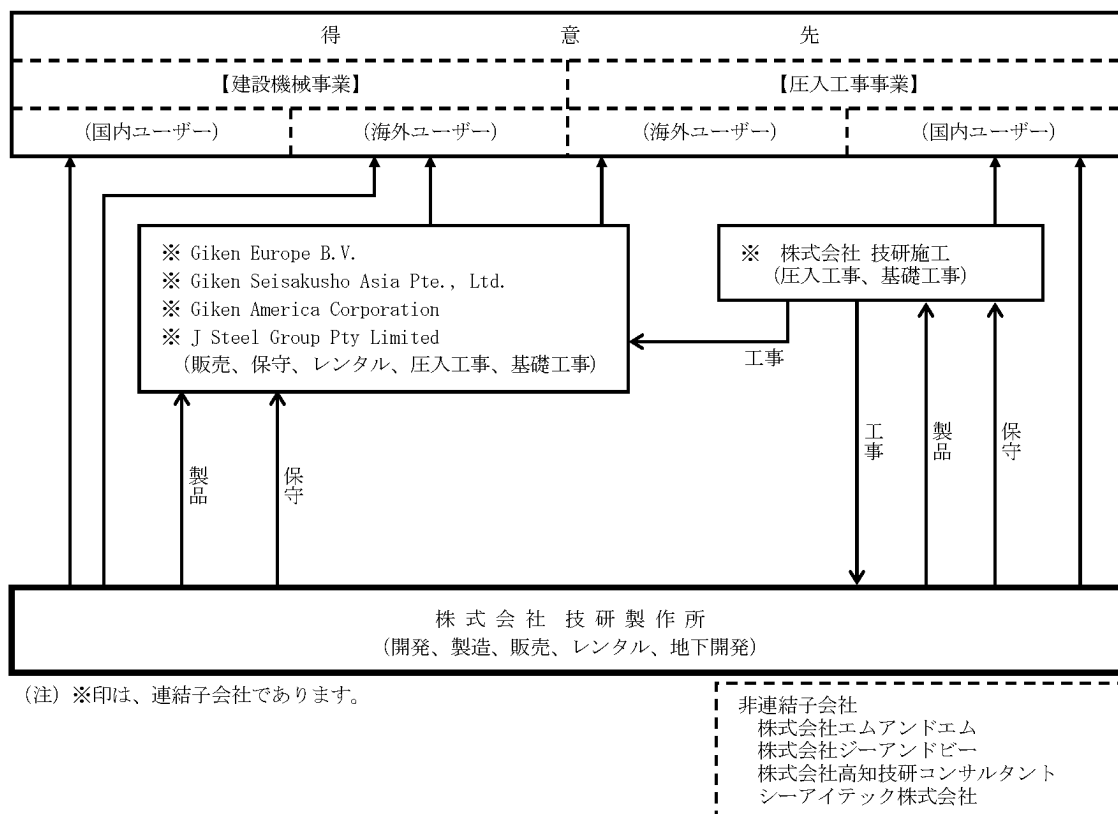 得意先
【建設機械事業】
【圧入工事事業】
(国内ユーザー)
(海外ユーザー)
(海外ユーザー)
(国内ユーザー)
※ Giken Europe B.V.
※ Giken Seisakusho Asia Pte., Ltd.
※ Giken America Corporation
※ J Steel Group Pty Limited
(販売、保守、レンタル、圧入工事、基礎工事)
※ 株式会社 技研施工
(圧入工事、基礎工事)
工事
製品
保守
工事
製品
保守
株式会社 技研製作所
(開発、製造、販売、レンタル、地下開発)
(注) ※印は、連結子会社であります。
非連結子会社
株式会社エムアンドエム
株式会社ジーアンドビー
株式会社高知技研コンサルタント
シーアイテック株式会社